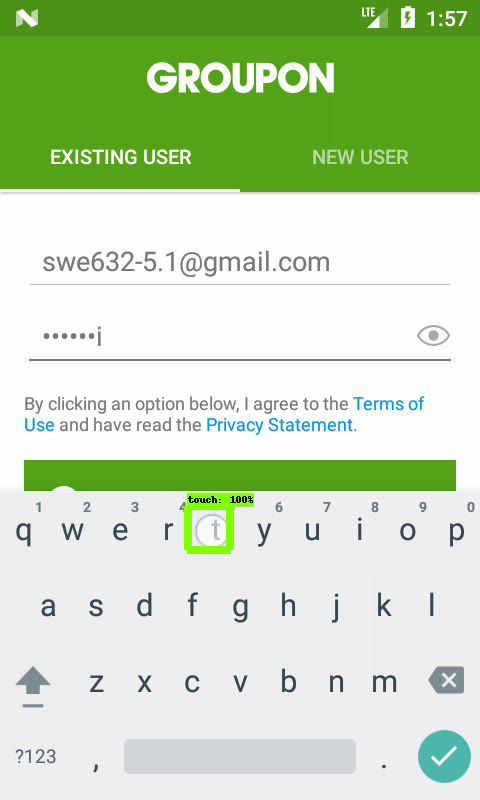 LTE 1:57
GROUPON
EXISTING USER NEW USER
swe632-5.1@gmail.com
••••••i
By clicking an option below, I agree to the Terms of
Use and have read the Privacy Statement.
touch: 100%
1 2 3 4 6 7 8 9 0
q w e r t y u i o p
a s d f g h j k l
z x c v b n m
?123 , .